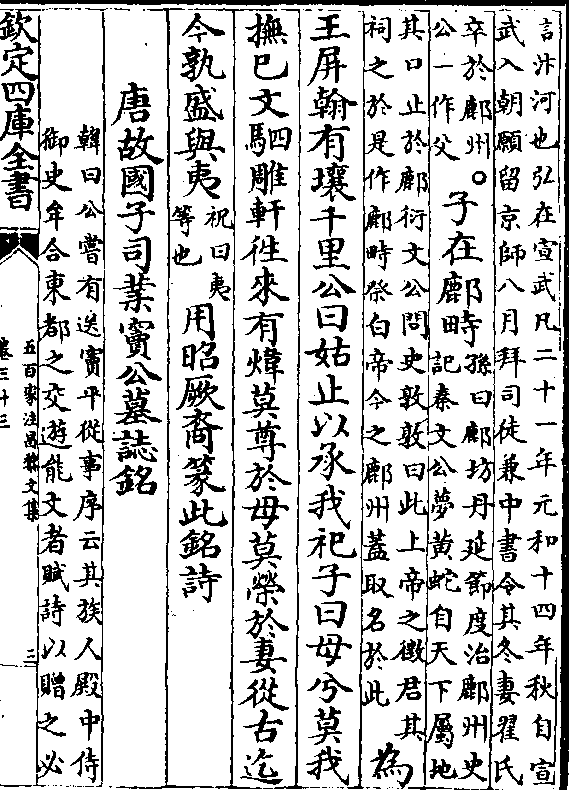 言汴河也弘在宣武凡二十一年元和十四年秋自宣
武入朝願留京師八月拜司徒兼中書令其冬妻翟氏
卒於鄜州。
公一作父
子在鄜畤
孫曰鄜坊丹延節度治鄜州史
記秦文公夢黃蛇自天下屬地
其口止於鄜衍文公問史敦敦曰此上帝之徵君其
祠之於是作鄜畤祭白帝今之鄜州蓋取名於此
為
王屏翰有壤千里公曰姑止以承我祀子曰母兮莫我
撫已文駟雕軒徃來有煒莫尊於母莫榮於妻從古迄
今孰盛與夷
祝曰夷
等也
用昭厥裔篆此銘詩
唐故國子司業竇公墓誌銘
韓曰公嘗有送竇平從事序云其族人殿中侍
御史牟合東都之交遊能文者賦詩以贈之必
欽定四庫全書
卷三十三
五百家注昌黎文集
三